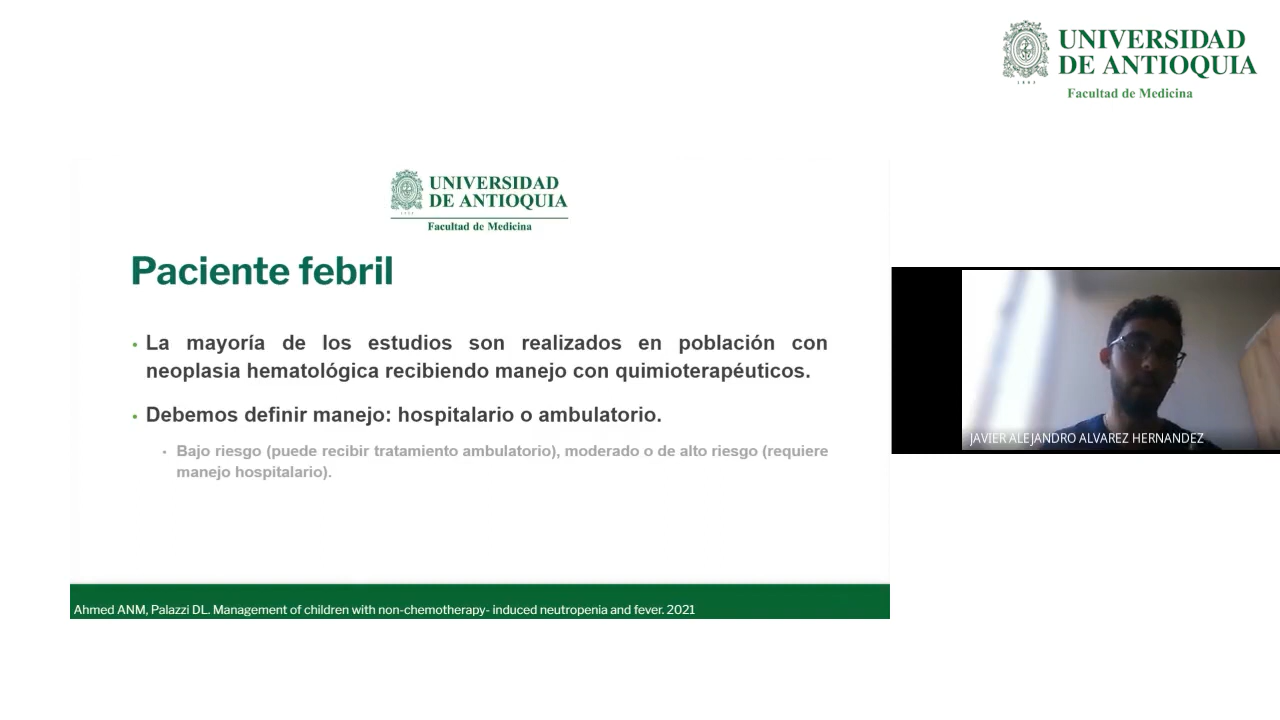 UNIVERSIDAD
DE ANTIOQUIA
1803
Facultad de Medicina
UNIVERSIDAD
DE ANTIOQUIA
Facultad de Medicina
Paciente febril
• La mayoría de los estudios son realizados en población con
neoplasia hematológica recibiendo manejo con quimioterapéuticos.
• Debemos definir manejo: hospitalario o ambulatorio.
• Bajo riesgo (puede recibir tratamiento ambulatorio), moderado o de alto riesgo (requiere
manejo hospitalario).
JAVIER ALEJANDRO ALVAREZ HERNANDEZ
Ahmed ANM, Palazzi DL. Management of children with non-chemotherapy- induced neutropenia and fever. 2021